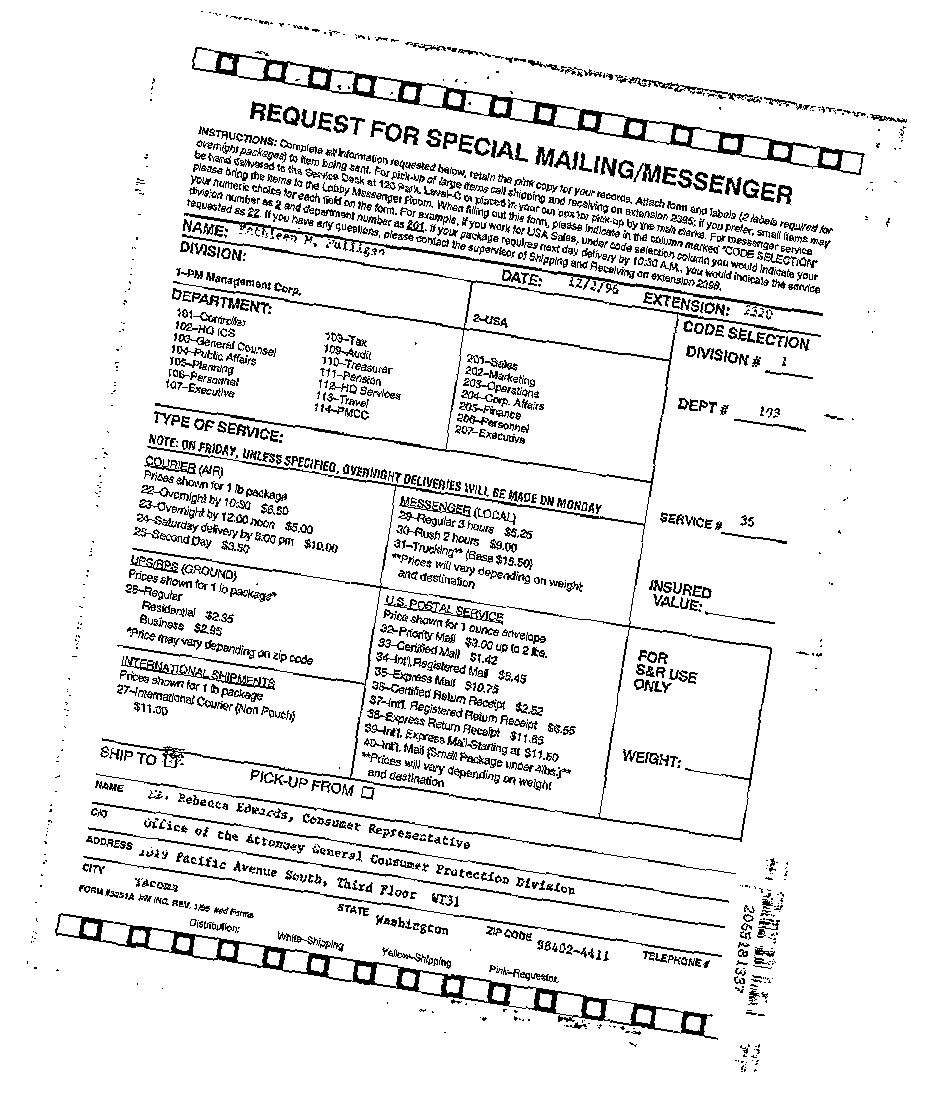 REQUEST FOR SPECIAL MAILING/MESSENGER
INSTRUCTIONS: Complete all information requested below, retain the pink copy for your records. Attach form and labels (2 labels required for
overnight packages) to item being sent. For pick-up of large items call shipping and receiving on extension 2395; if you prefer, small items may
be hand delivered to the Service Desk at 120 Park, Level-C or placed in your out box for pick-up by the mail clerks. For messenger service
please bring the items to the Lobby Messenger Room. When filling out this form, please indicate in the column marked "CODE SELECTION"
your numeric choice for each field on the form. For example, if you work for USA Sales, under code selection column you would indicate your
division number as 2 and department number as 201. If your package requires next day delivery by 10:30 A.M., you would indicate the service
requested as 22. If you have any questions, please contact the supervisor of Shipping and Receiving on extension 2398.
NAME: DATE: EXTENSION: 2320
DIVISION:
1–PM Management Corp.
2–USA
CODE SELECTION
DIVISION # 1
DEPARTMENT:
101–Controller
102–HQ ICS
103–General Counsel
104–Public Affairs
105–Planning
106–Personnel
107–Executive
109–Tax
109–Audit
110–Treasurer
111–Pension
112–HQ Services
113–Travel
114–PMCC
201–Sales
202–Marketing
203–Operations
204–Corp. Affairs
205–Finance
206–Personnel
207–Executive
DEPT # 103
TYPE OF SERVICE:
NOTE: ON FRIDAY, UNLESS SPECIFIED, OVERNIGHT DELIVERIES WILL BE MADE ON MONDAY
COURIER (AIR)
Prices shown for 1 lb package
22–Overnight by 10:30 $6.50
23–Overnight by 12:00 noon $5.00
24–Saturday delivery by 5:00 pm $10.00
25–Second Day $3.50
MESSENGER (LOCAL)
29–Regular 3 hours $5.25
30–Rush 2 hours $9.00
31–Trucking** (Base $15.50)
**Prices will vary depending on weight
and destination
SERVICE # 35
INSURED
VALUE:
UPS/RPS (GROUND)
Prices shown for 1 lb package*
26–Regular
Residential $2.35
Business $2.95
*Price may vary depending on zip code
INTERNATIONAL SHIPMENTS
Prices shown for 1 lb package
27–International Courier (Non Pouch)
$11.00
U.S. POSTAL SERVICE
Price shown for 1 ounce envelope
32–Priority Mail $3.00 up to 2 lbs.
33–Certified Mail $1.42
34–Int'l. Registered Mail $5.45
35–Express Mail $10.75
36–Certified Return Receipt $2.52
37–Int'l. Registered Return Receipt $6.55
38–Express Return Receipt $11.85
39–Int'l. Express Mail-Starting at $11.50
40–Int'l. Mail (Small Package under 4lbs.)**
**Prices will vary depending on weight
and destination
FOR
S&R USE
ONLY
WEIGHT:
SHIP TO
PICK-UP FROM
NAME Rebecca Edwards, Consumer Representative
C/O Office of the Attorney General Consumer Protection Division
ADDRESS 1019 Pacific Avenue South, Third Floor WT31
CITY Tacoma STATE Washington ZIP CODE 98402-4411 TELEPHONE #
FORM #3251A PM INC. REV. 1/95 Med Forms
Distribution: White–Shipping Yellow–Shipping Pink–Requestor
2058181337